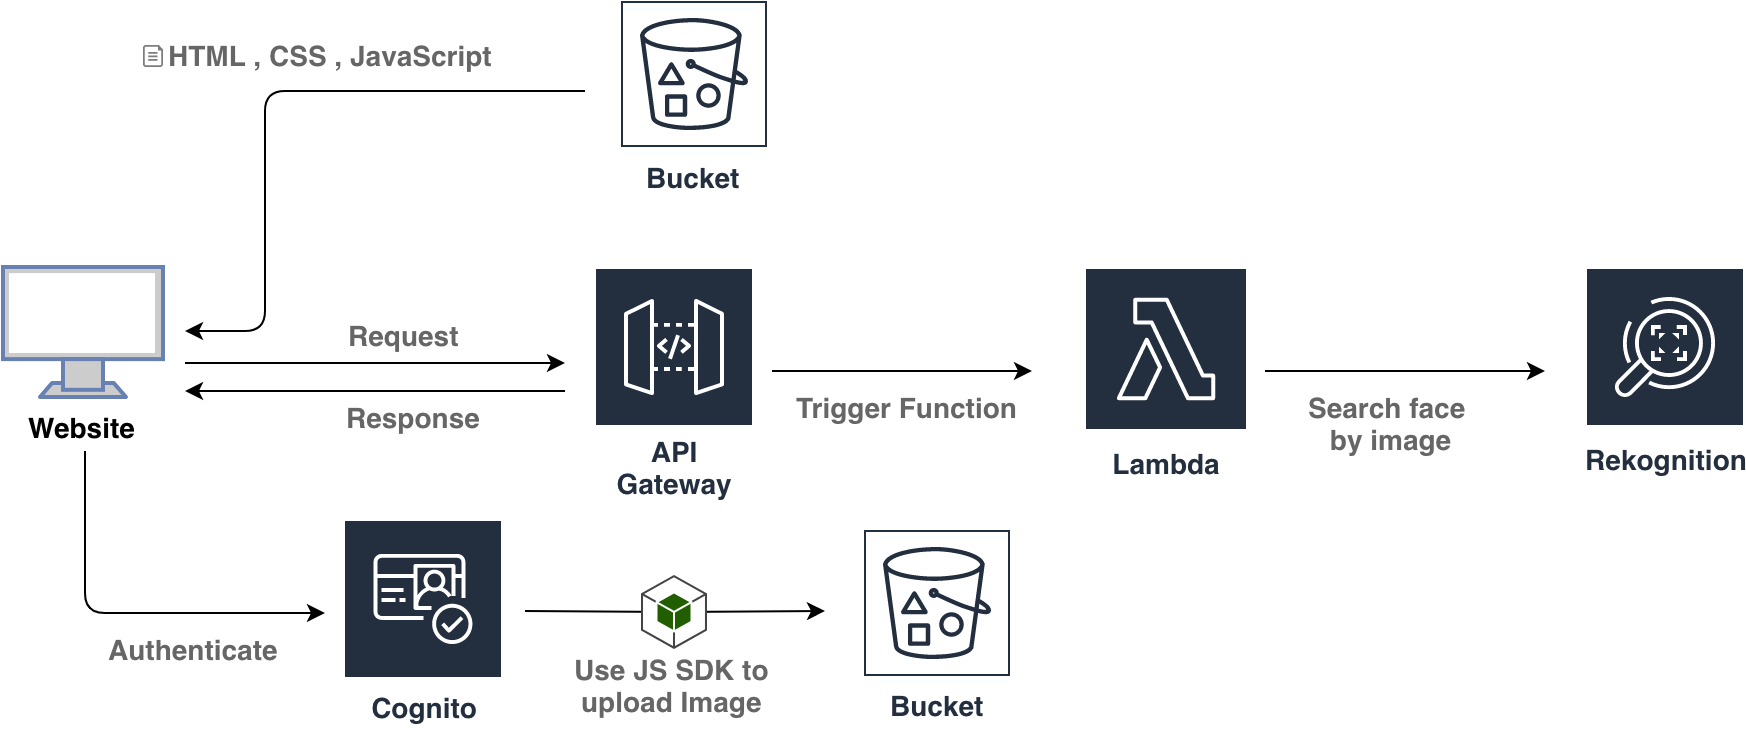 HTML , CSS , JavaScript
Bucket
Request
Response
Website
API
Gateway
</>
Trigger Function
Lambda
Search face
by image
Rekognition
Authenticate
Cognito
Use JS SDK to
upload Image
Bucket